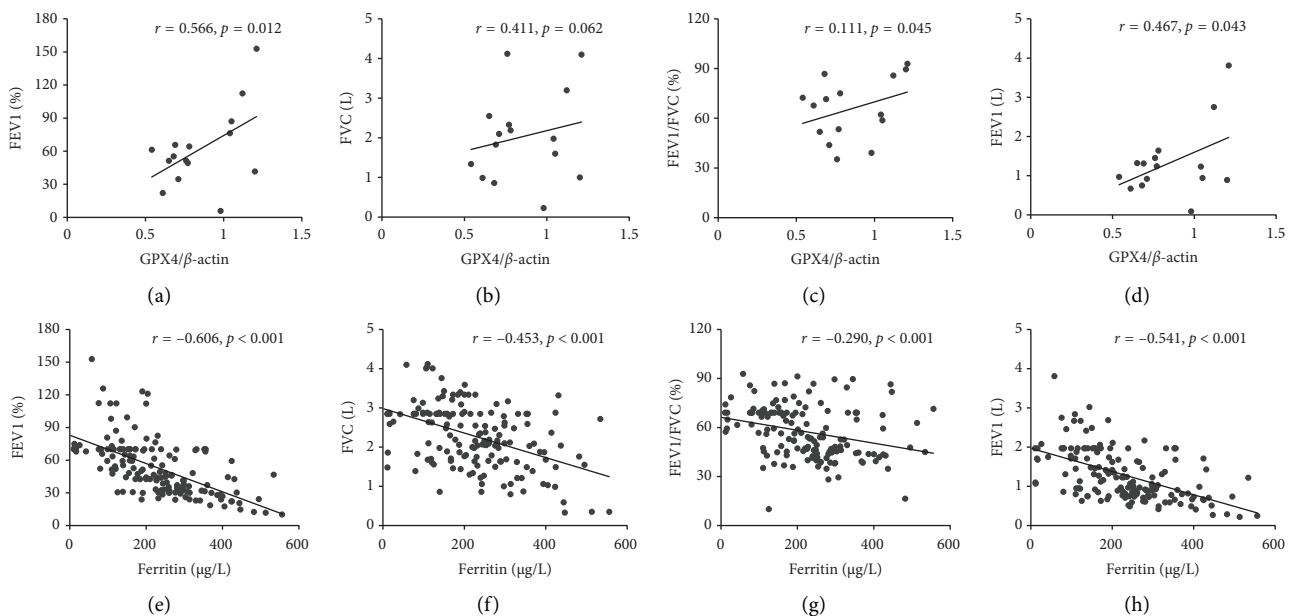 r = 0.566, p = 0.012
FEV1 (%)
180
150
120
90
60
30
0
0
0.5
1
1.5
GPX4/β-actin
(a)
r = 0.411, p = 0.062
FVC (L)
5
4
3
2
1
0
0
0.5
1
1.5
GPX4/β-actin
(b)
r = 0.111, p = 0.045
FEV1/FVC (%)
120
90
60
30
0
0
0.5
1
1.5
GPX4/β-actin
(c)
r = 0.467, p = 0.043
FEV1 (L)
5
4
3
2
1
0
0
0.5
1
1.5
GPX4/β-actin
(d)
r = −0.606, p < 0.001
FEV1 (%)
180
150
120
90
60
30
0
0
200
400
600
Ferritin (μg/L)
(e)
r = −0.453, p < 0.001
FVC (L)
5
4
3
2
1
0
0
200
400
600
Ferritin (μg/L)
(f)
r = −0.290, p < 0.001
FEV1/FVC (%)
120
90
60
30
0
0
200
400
600
Ferritin (μg/L)
(g)
r = −0.541, p < 0.001
FEV1 (L)
5
4
3
2
1
0
0
200
400
600
Ferritin (μg/L)
(h)